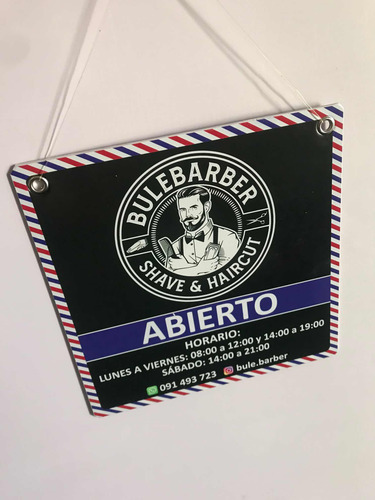 BULEBARBER
SHAVE & HAIRCUT
ABIERTO
HORARIO:
LUNES A VIERNES: 08:00 a 12:00 y 14:00 a 19:00
SÁBADO: 14:00 a 21:00
091 493 723 bule.barber